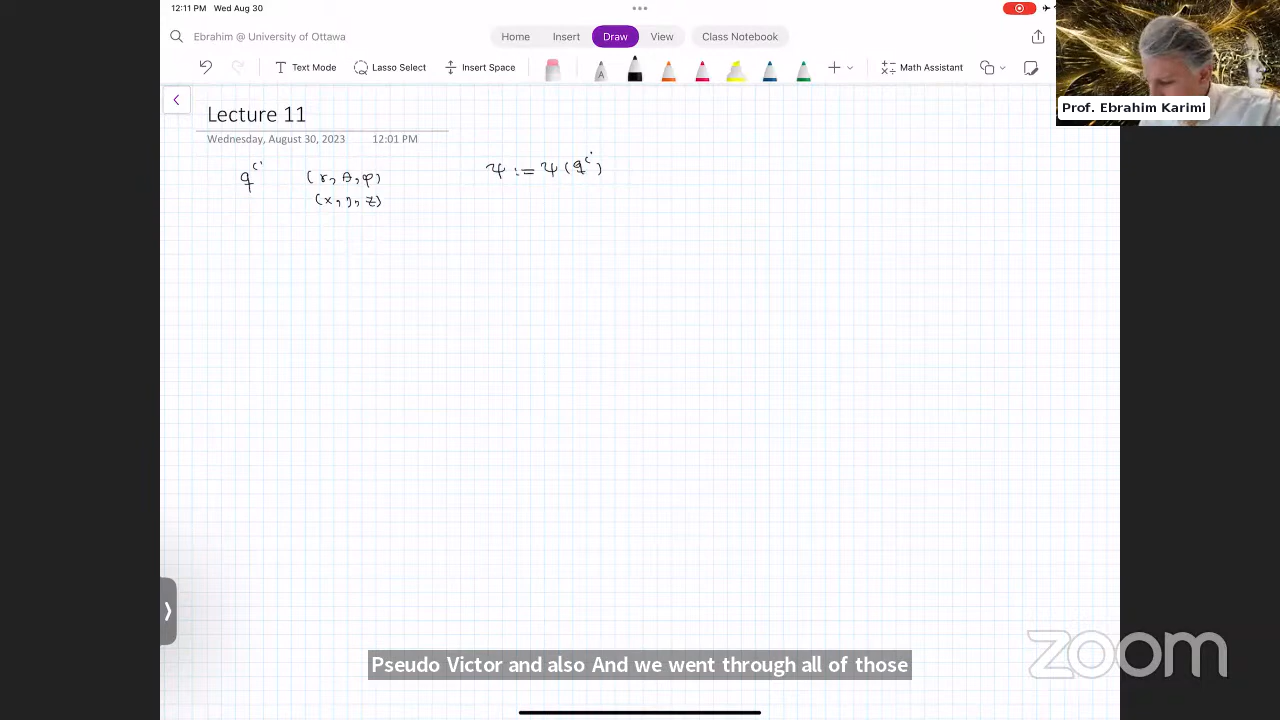 12:11 PM Wed Aug 30
Ebrahim @ University of Ottawa
Home Insert Draw View Class Notebook
Text Mode Lasso Select Insert Space A + Math Assistant
Prof. Ebrahim Karimi
Lecture 11
Wednesday, August 30, 2023 12:01 PM
qⁱ (r, θ, φ) Ψ := Ψ(qⁱ)
(x, y, z)
Pseudo Victor and also And we went through all of those
zoom